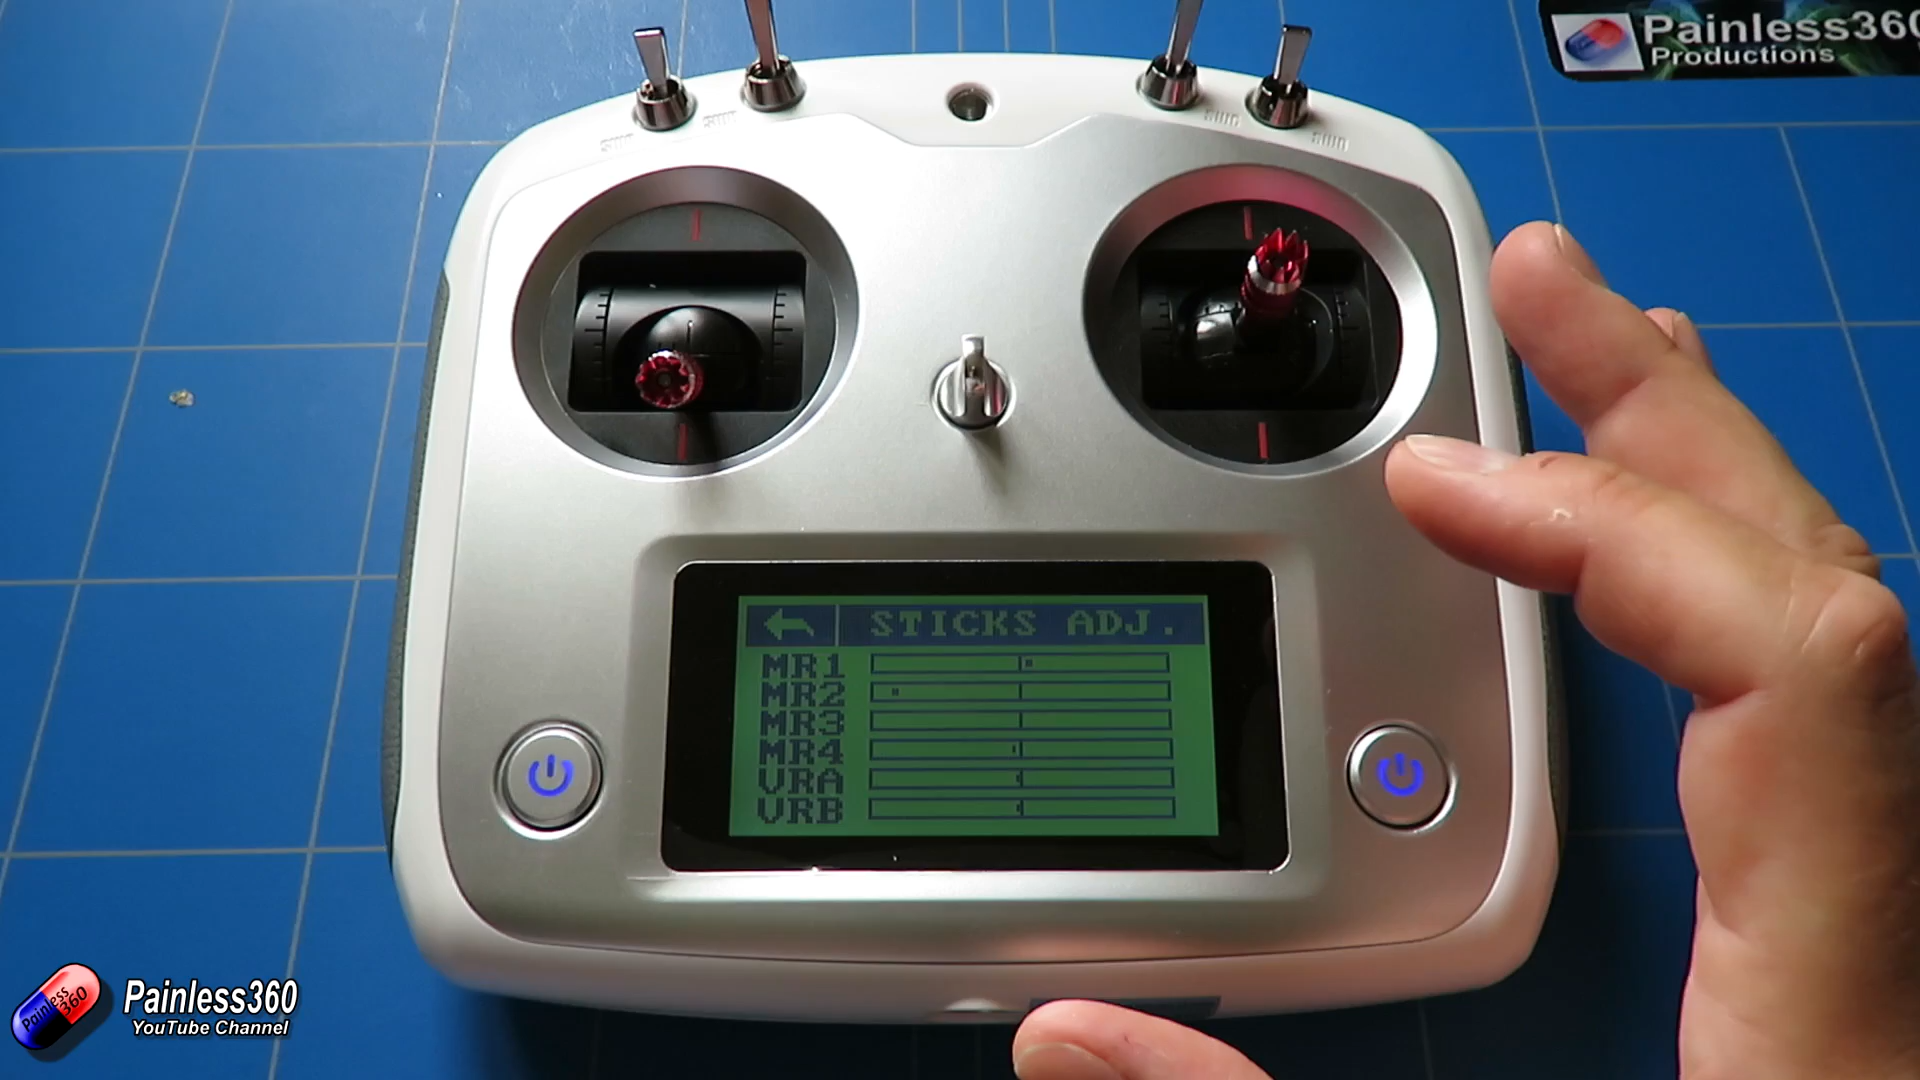 Painless360
Productions
STICKS ADJ.
MR1
MR2
MR3
MR4
VRA
VRB
Painless360
Painless360
YouTube Channel